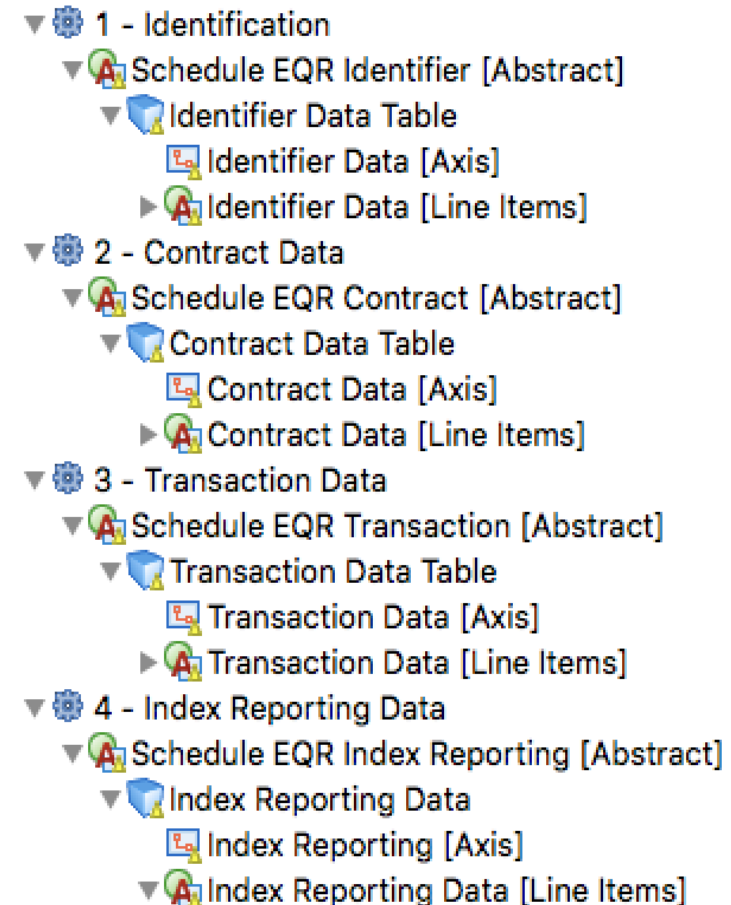 1 - Identification
Schedule EQR Identifier [Abstract]
Identifier Data Table
Identifier Data [Axis]
Identifier Data [Line Items]
2 - Contract Data
Schedule EQR Contract [Abstract]
Contract Data Table
Contract Data [Axis]
Contract Data [Line Items]
3 - Transaction Data
Schedule EQR Transaction [Abstract]
Transaction Data Table
Transaction Data [Axis]
Transaction Data [Line Items]
4 - Index Reporting Data
Schedule EQR Index Reporting [Abstract]
Index Reporting Data
Index Reporting [Axis]
Index Reporting Data [Line Items]